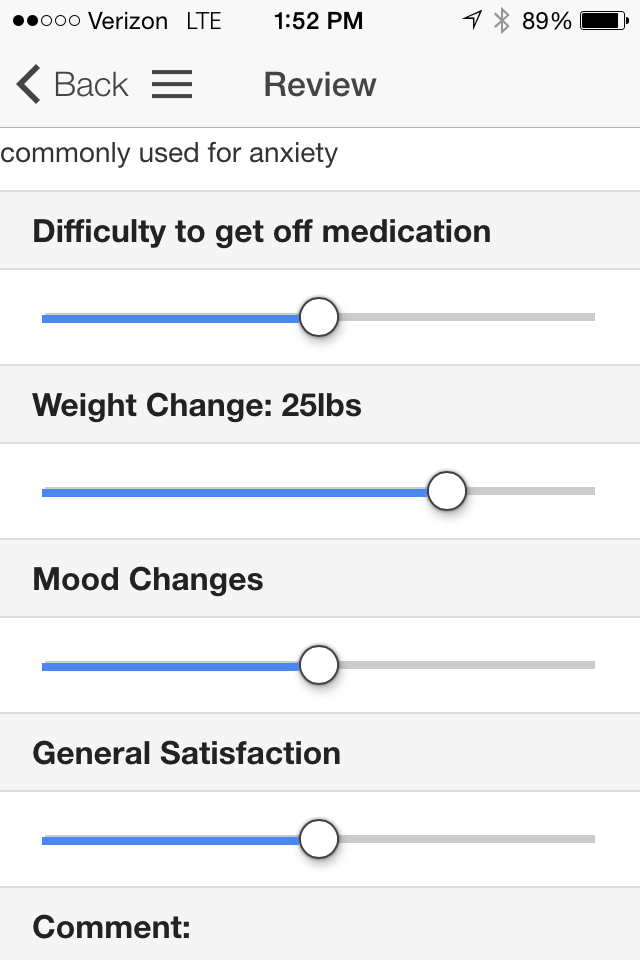 Verizon LTE 1:52 PM 89%
Back Review
commonly used for anxiety
Difficulty to get off medication
Weight Change: 25lbs
Mood Changes
General Satisfaction
Comment: